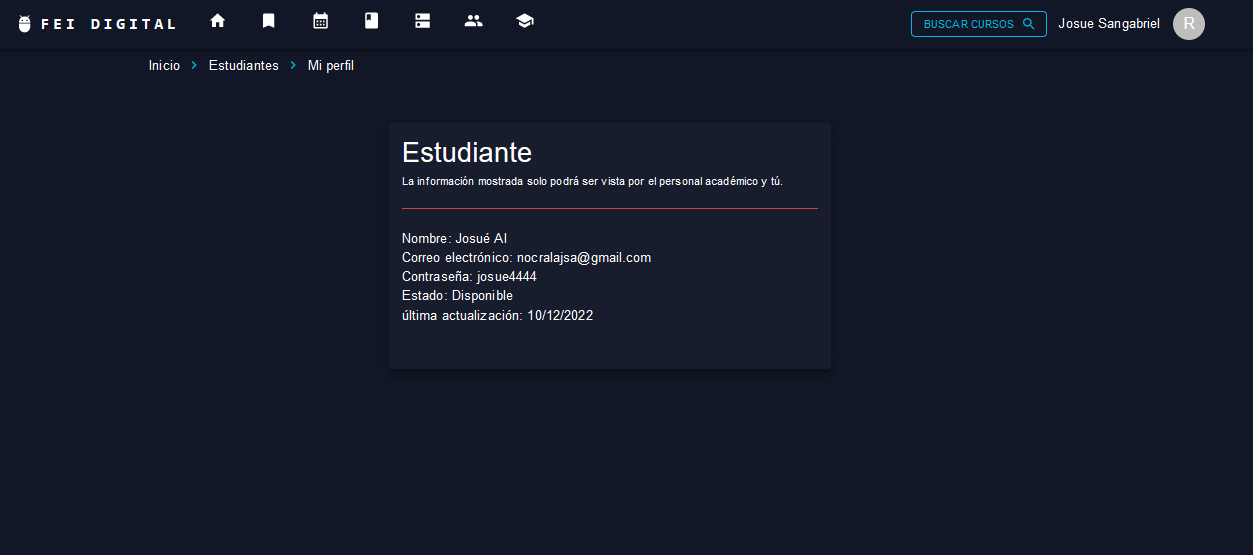 FEI DIGITAL
BUSCAR CURSOS
Josue Sangabriel
R
Inicio > Estudiantes > Mi perfil
Estudiante
La información mostrada solo podrá ser vista por el personal académico y tú.
Nombre: Josué Al
Correo electrónico: nocralajsa@gmail.com
Contraseña: josue4444
Estado: Disponible
última actualización: 10/12/2022